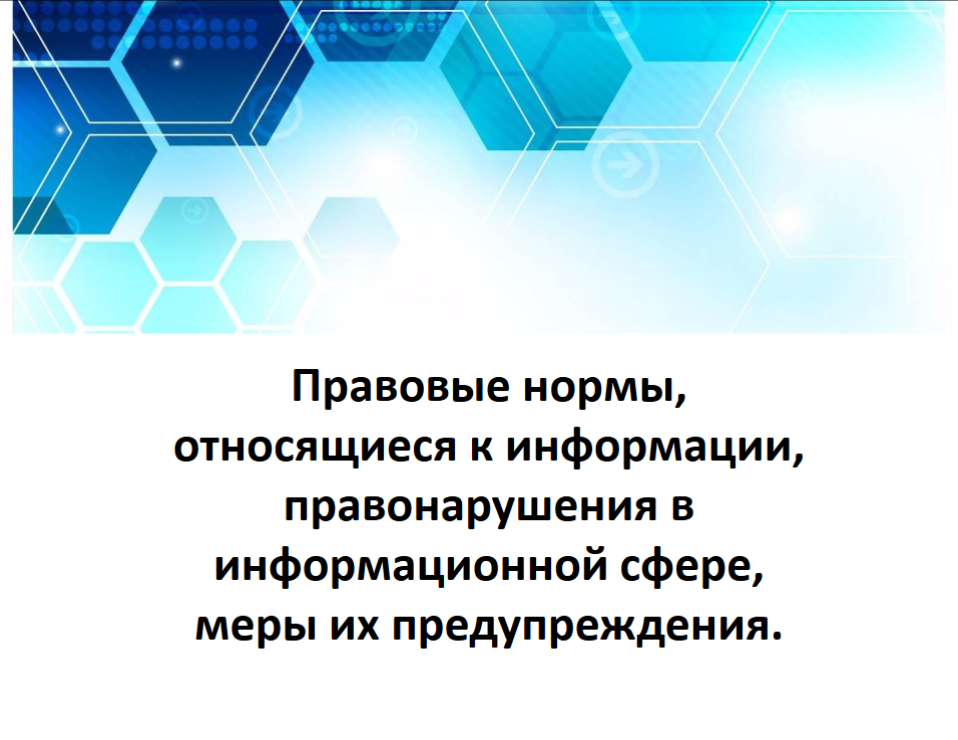 Правовые нормы,
относящиеся к информации,
правонарушения в
информационной сфере,
меры их предупреждения.